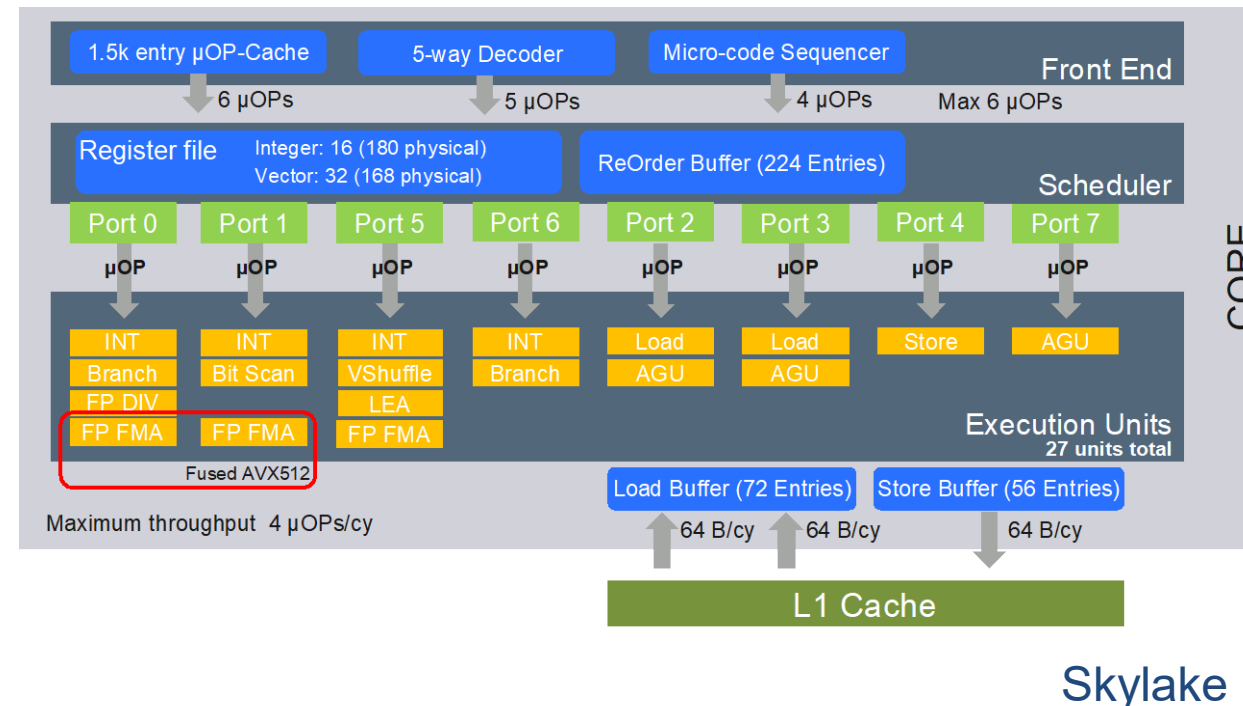 1.5k entry µOP-Cache
5-way Decoder
Micro-code Sequencer
Front End
6 µOPs
5 µOPs
4 µOPs
Max 6 µOPs
Register file
Integer: 16 (180 physical)
Vector: 32 (168 physical)
ReOrder Buffer (224 Entries)
Scheduler
Port 0 Port 1 Port 5 Port 6 Port 2 Port 3 Port 4 Port 7
µOP µOP µOP µOP µOP µOP µOP µOP
INT INT INT INT Load Load Store AGU
Branch Bit Scan VShuffle Branch AGU AGU
FP DIV LEA
FP FMA FP FMA FP FMA
Execution Units
27 units total
Fused AVX512
Load Buffer (72 Entries)
Store Buffer (56 Entries)
Maximum throughput 4 µOPs/cy
64 B/cy 64 B/cy 64 B/cy
L1 Cache
CORE
Skylake